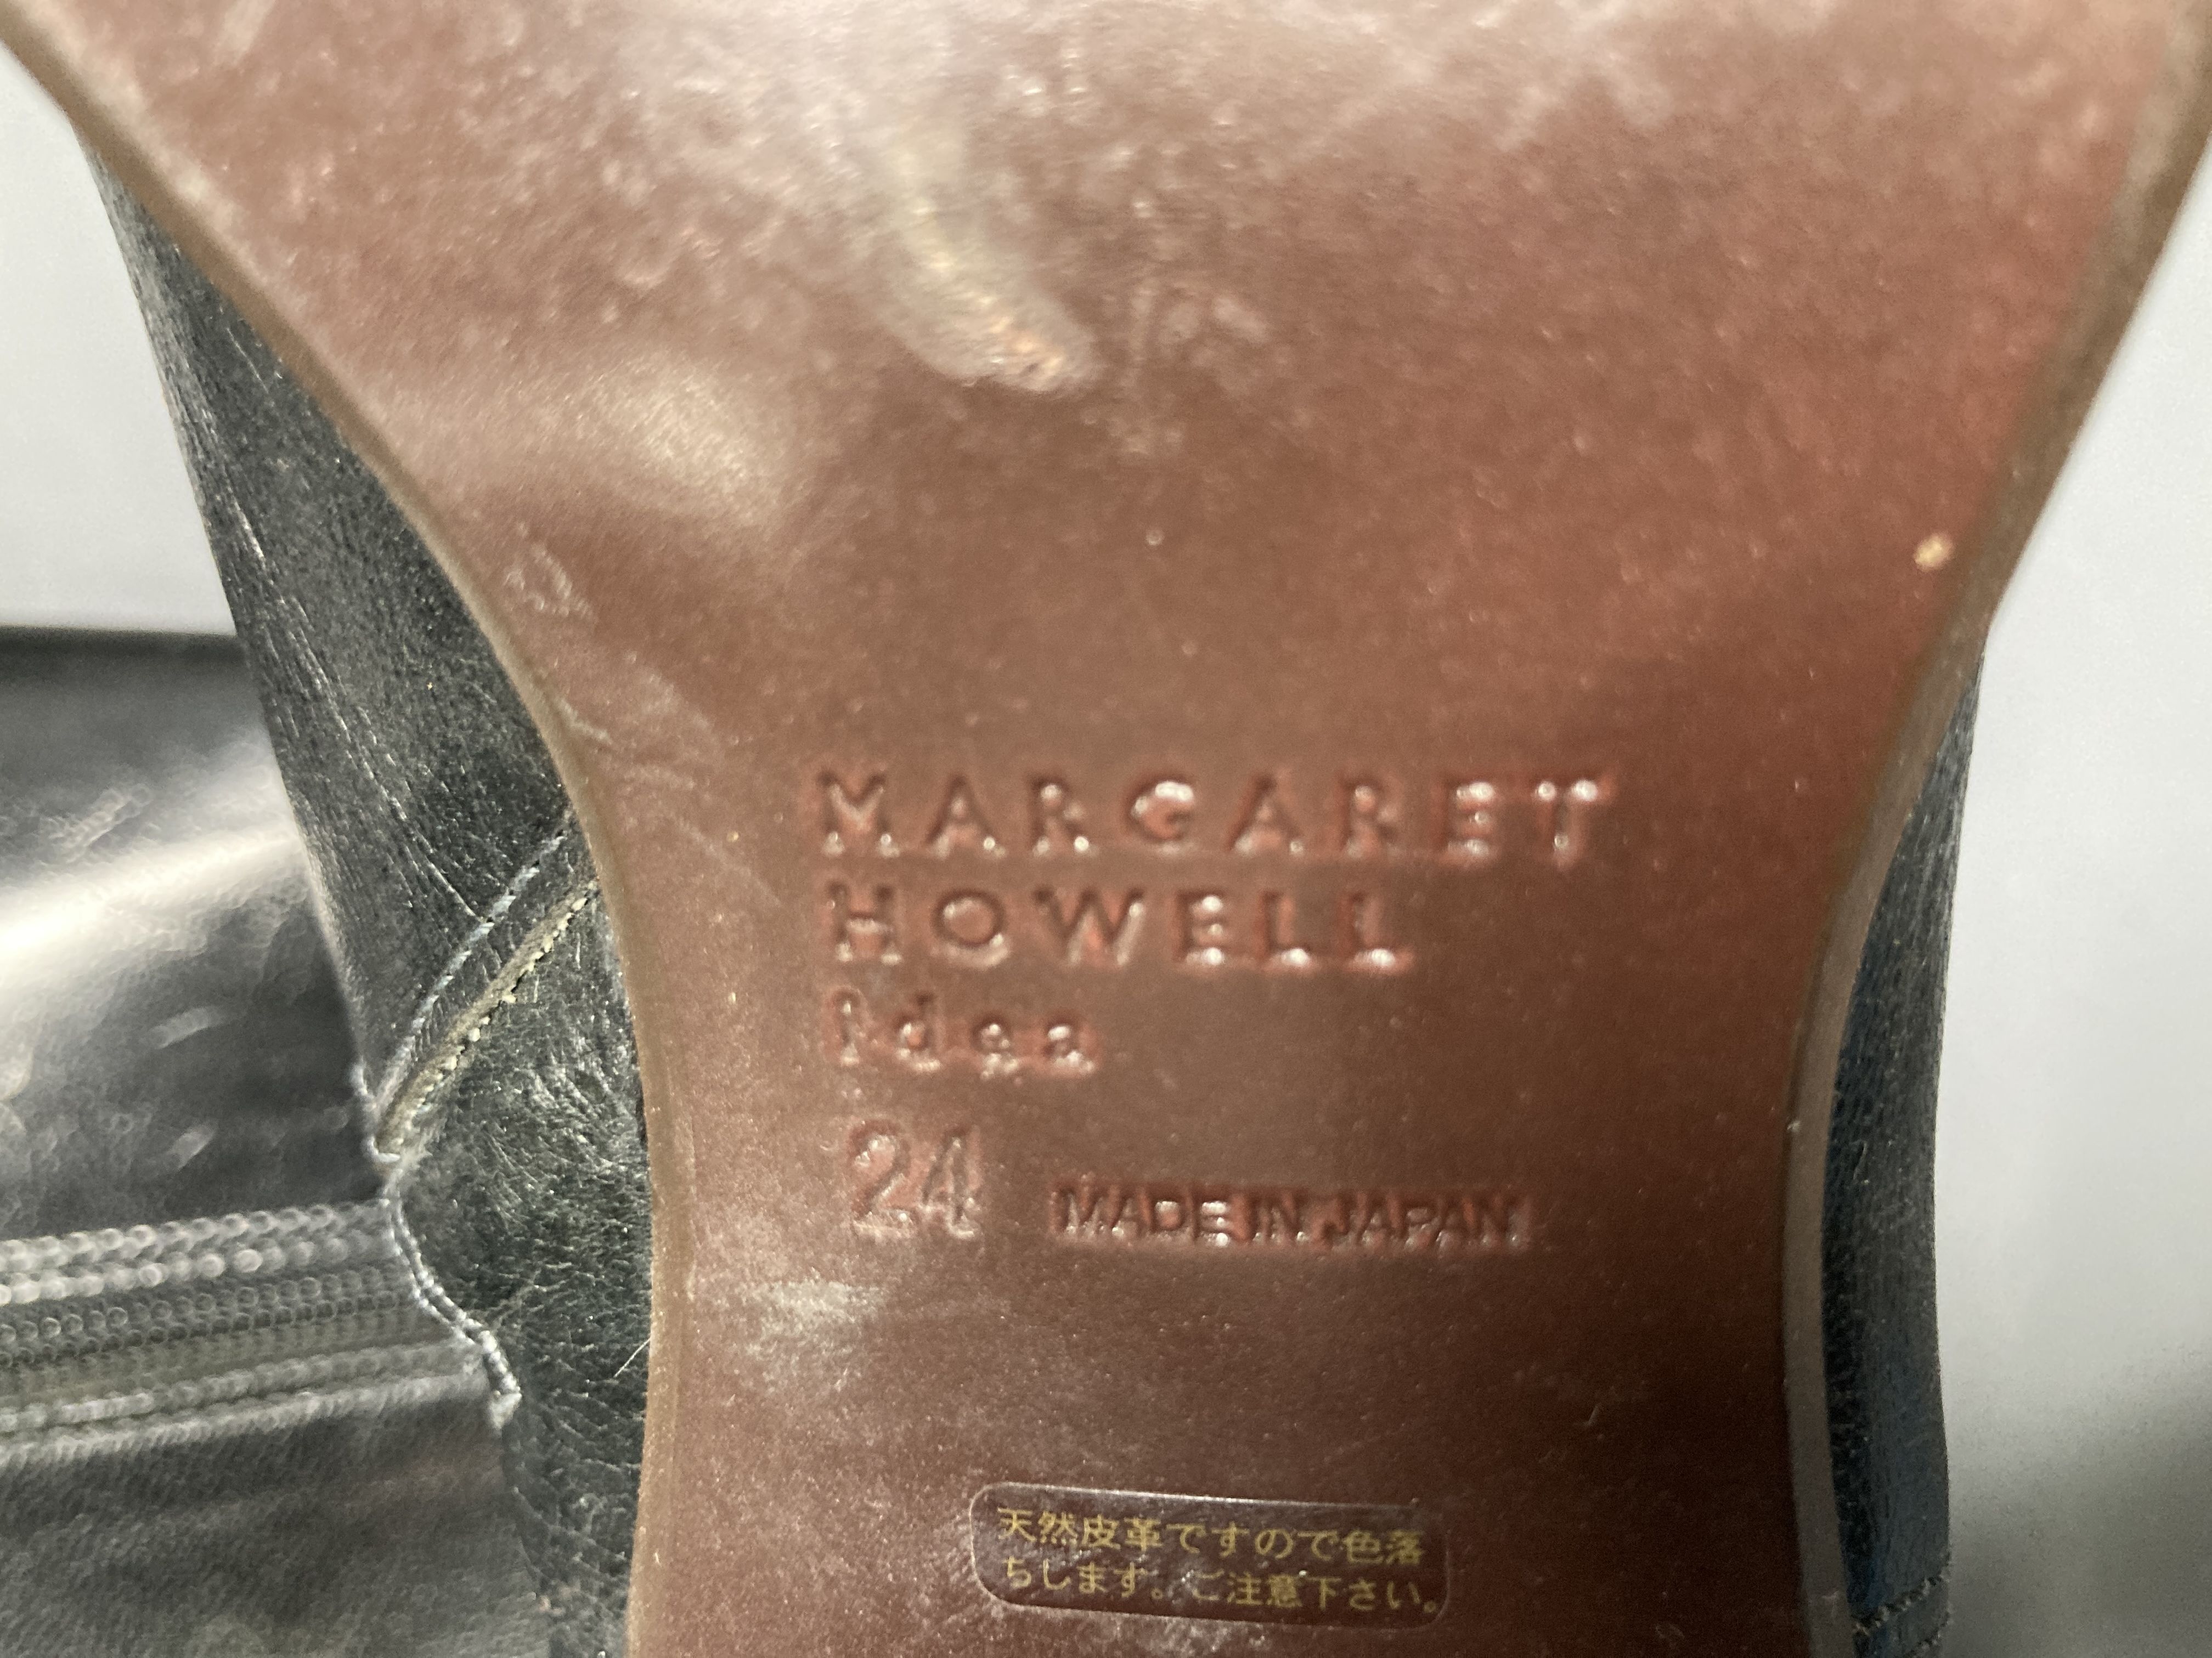 MARGARET
HOWELL
idea
24 MADE IN JAPAN
天然皮革ですので色落
ちします。ご注意下さい。